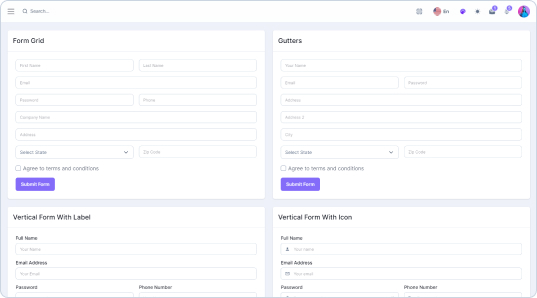 Search...
En
Form Grid
First Name
Last Name
Email
Password
Phone
Company Name
Address
Select State
Zip Code
Agree to terms and conditions
Submit Form
Gutters
Your Name
Email
Password
Address
Address 2
City
Select State
Zip Code
Agree to terms and conditions
Submit Form
Vertical Form With Label
Full Name
Your Name
Email Address
Your Email
Password
Phone Number
Vertical Form With Icon
Full Name
Your Name
Email Address
Your email
Password
Phone Number